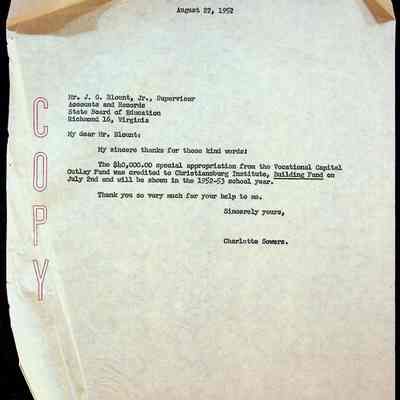 August 22, 1952
Mr. J. G. Blount, Jr., Supervisor
Accounts and Records
State Board of Education
Richmond 16, Virginia
My dear Mr. Blount:
My sincere thanks for those kind words:
The $40,000.00 special appropriation from the Vocational Capital
Outlay Fund was credited to Christiansburg Institute, Building Fund on
July 2nd and will be shown in the 1952-53 school year.
Thank you so very much for your help to me.
Sincerely yours,
Charlotte Sowers.
COPY